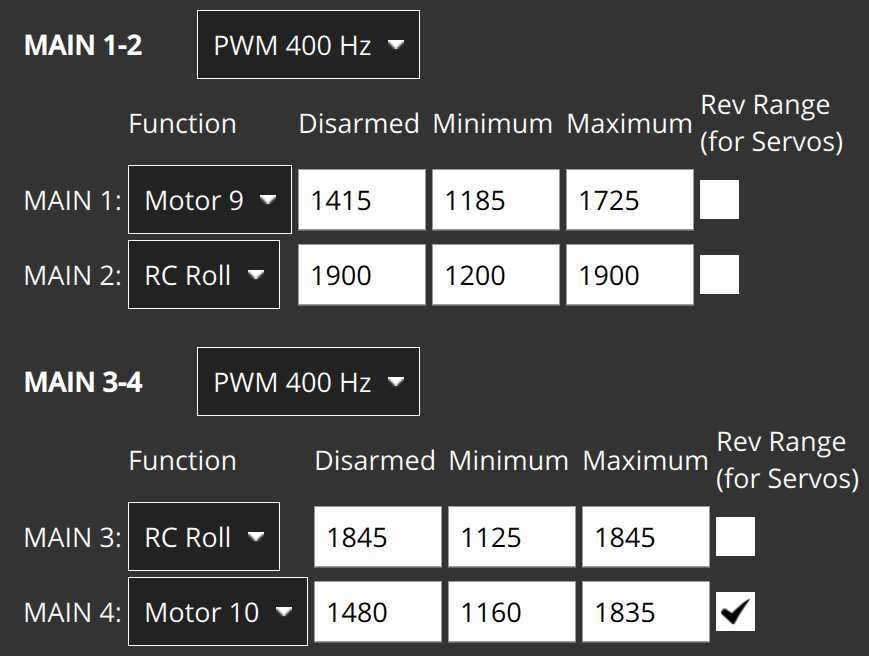 MAIN 1-2 PWM 400 Hz
Function Disarmed Minimum Maximum Rev Range (for Servos)
MAIN 1: Motor 9 1415 1185 1725
MAIN 2: RC Roll 1900 1200 1900
MAIN 3-4 PWM 400 Hz
Function Disarmed Minimum Maximum Rev Range (for Servos)
MAIN 3: RC Roll 1845 1125 1845
MAIN 4: Motor 10 1480 1160 1835